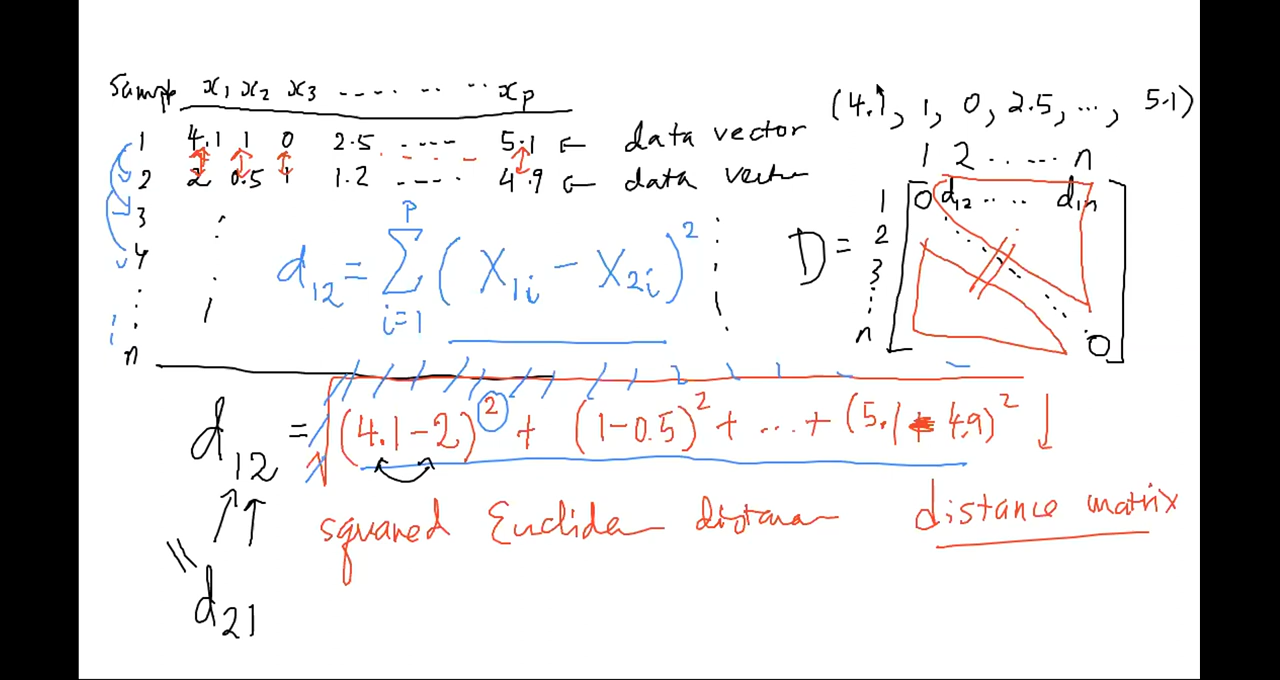 Sample x₁ x₂ x₃ ------ ... xₚ
1 4.1 1 0 2.5 ---- 5.1 ← data vector
(4.1, 1, 0, 2.5, ..., 5.1)
2 2 0.5 1 1.2 ----. 4.9 ← data vector
3
4
n
d₁₂ = Σ_{i=1}^{p} (X₁ᵢ - X₂ᵢ)²
1 2 ...... n
D = 1 [0 d₁₂ .... d₁ₙ]
2
3
n 0
d₁₂ = √(4.1-2)² + (1-0.5)² + ... + (5.1 - 4.9)² ↓
squared Euclidean distance
distance matrix
d₂₁